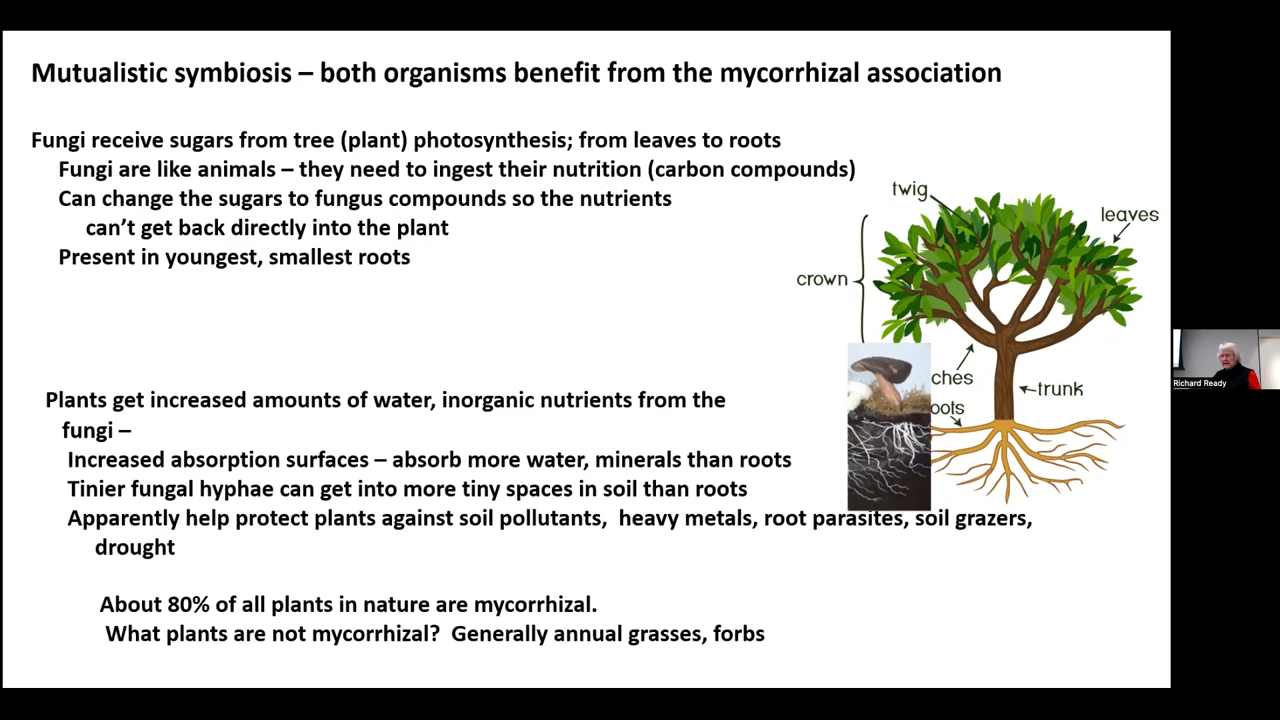 Mutualistic symbiosis – both organisms benefit from the mycorrhizal association
Fungi receive sugars from tree (plant) photosynthesis; from leaves to roots
Fungi are like animals – they need to ingest their nutrition (carbon compounds)
Can change the sugars to fungus compounds so the nutrients
can’t get back directly into the plant
Present in youngest, smallest roots
twig
leaves
crown
ches
trunk
oots
Plants get increased amounts of water, inorganic nutrients from the
fungi –
Increased absorption surfaces – absorb more water, minerals than roots
Tinier fungal hyphae can get into more tiny spaces in soil than roots
Apparently help protect plants against soil pollutants,  heavy metals, root parasites, soil grazers,
drought
About 80% of all plants in nature are mycorrhizal.
What plants are not mycorrhizal?  Generally annual grasses, forbs
Richard Ready